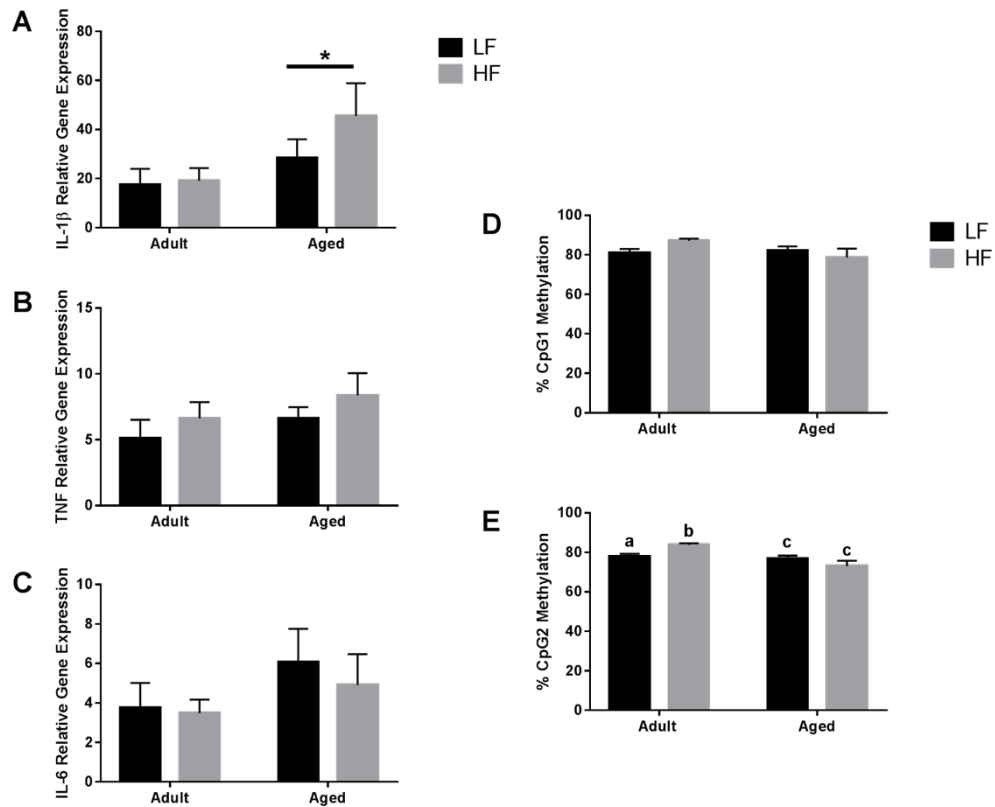 A
IL-1β Relative Gene Expression
80
60
40
20
0
*
Adult
Aged
LF
HF
B
TNF Relative Gene Expression
15
10
5
0
Adult
Aged
C
IL-6 Relative Gene Expression
10
8
6
4
2
0
Adult
Aged
D
% CpG1 Methylation
100
80
60
40
20
0
Adult
Aged
LF
HF
E
% CpG2 Methylation
100
80
60
40
20
0
a
b
c
c
Adult
Aged